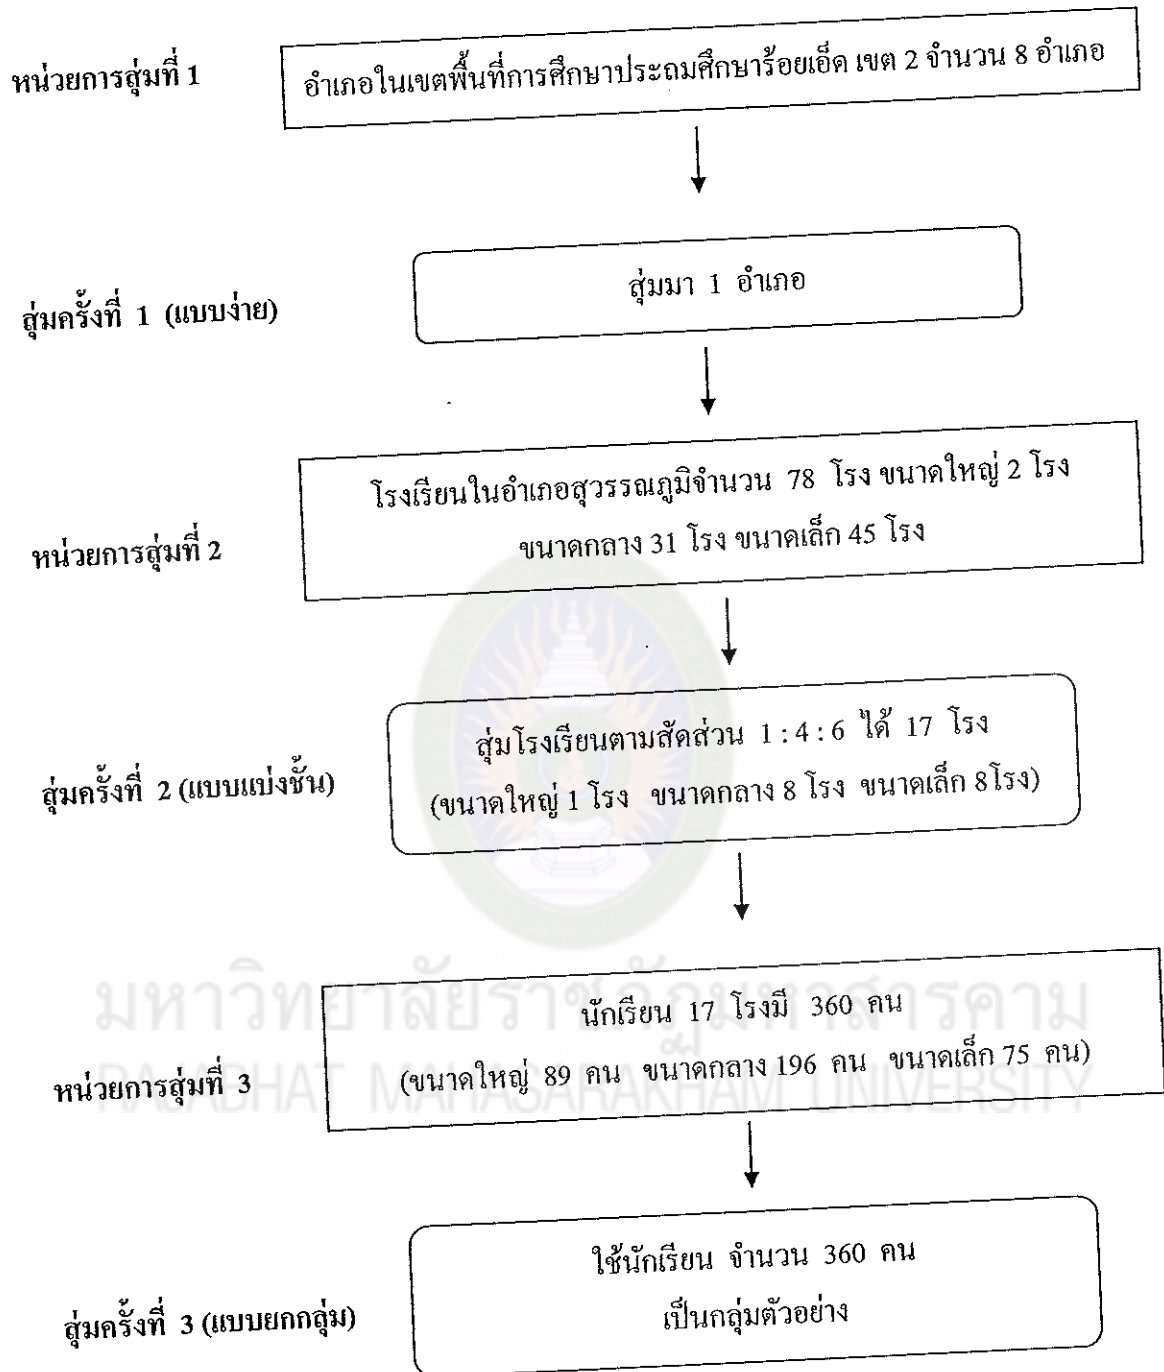 หน่วยการสุ่มที่ 1
อำเภอในเขตพื้นที่การศึกษาประถมศึกษาร้อยเอ็ด เขต 2 จำนวน 8 อำเภอ
สุ่มครั้งที่ 1 (แบบง่าย)
สุ่มมา 1 อำเภอ
หน่วยการสุ่มที่ 2
โรงเรียนในอำเภอสุวรรณภูมิจำนวน 78 โรง ขนาดใหญ่ 2 โรง
ขนาดกลาง 31 โรง ขนาดเล็ก 45 โรง
สุ่มครั้งที่ 2 (แบบแบ่งชั้น)
สุ่มโรงเรียนตามสัดส่วน 1 : 4 : 6 ได้ 17 โรง
(ขนาดใหญ่ 1 โรง ขนาดกลาง 8 โรง ขนาดเล็ก 8โรง)
มหาวิทยาลัยราชภัฏมหาสารคาม
RAJABHAT MAHASARAKHAM UNIVERSITY
หน่วยการสุ่มที่ 3
นักเรียน 17 โรงมี 360 คน
(ขนาดใหญ่ 89 คน ขนาดกลาง 196 คน ขนาดเล็ก 75 คน)
สุ่มครั้งที่ 3 (แบบยกกลุ่ม)
ใช้นักเรียน จำนวน 360 คน
เป็นกลุ่มตัวอย่าง